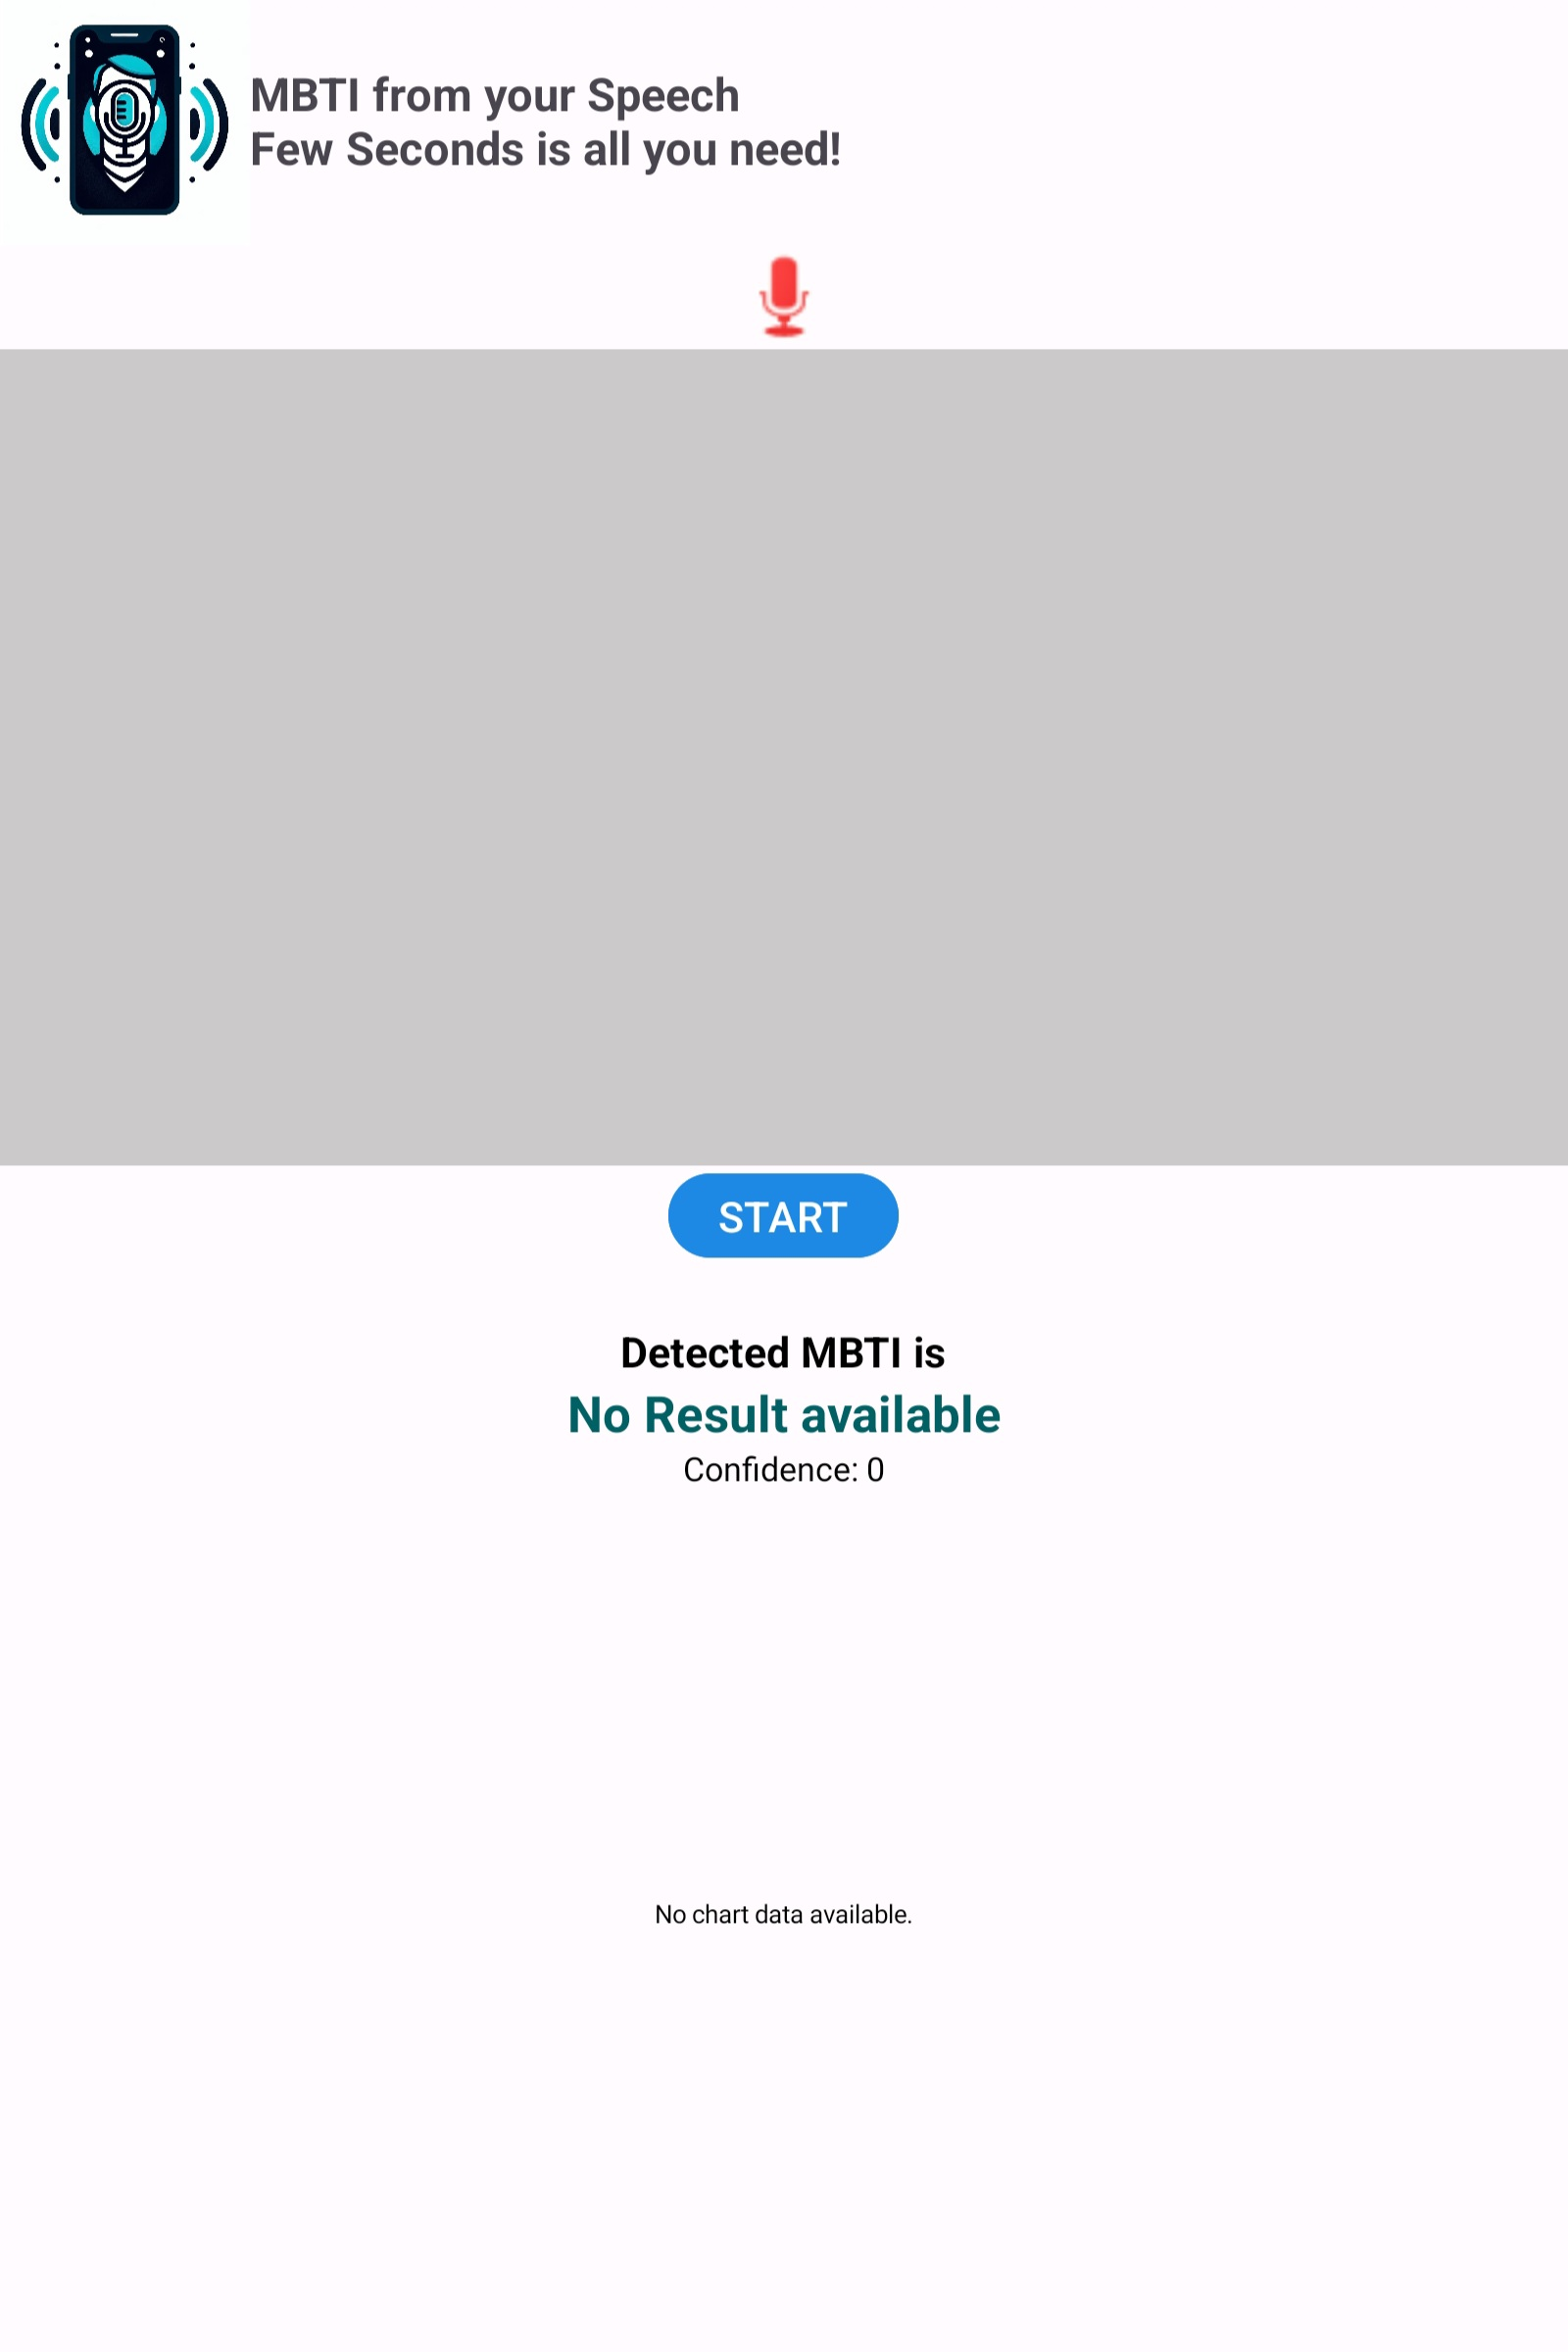 MBTI from your Speech
Few Seconds is all you need!
START
Detected MBTI is
No Result available
Confidence: 0
No chart data available.